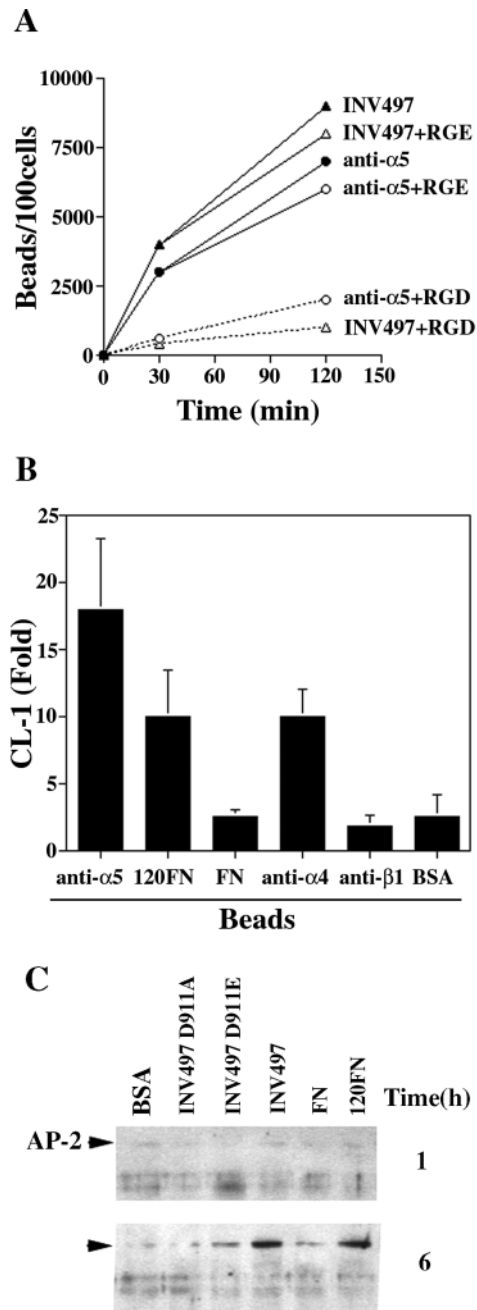 A
10000
7500
5000
2500
0
Beads/100cells
0 30 60 90 120 150
Time (min)
INV497
INV497+RGE
anti-α5
anti-α5+RGE
anti-α5+RGD
INV497+RGD
B
25
20
15
10
5
0
CL-1 (Fold)
anti-α5 120FN FN anti-α4 anti-β1 BSA
Beads
C
BSA
INV497 D911A
INV497 D911E
INV497
FN
120FN
Time(h)
AP-2
1
6